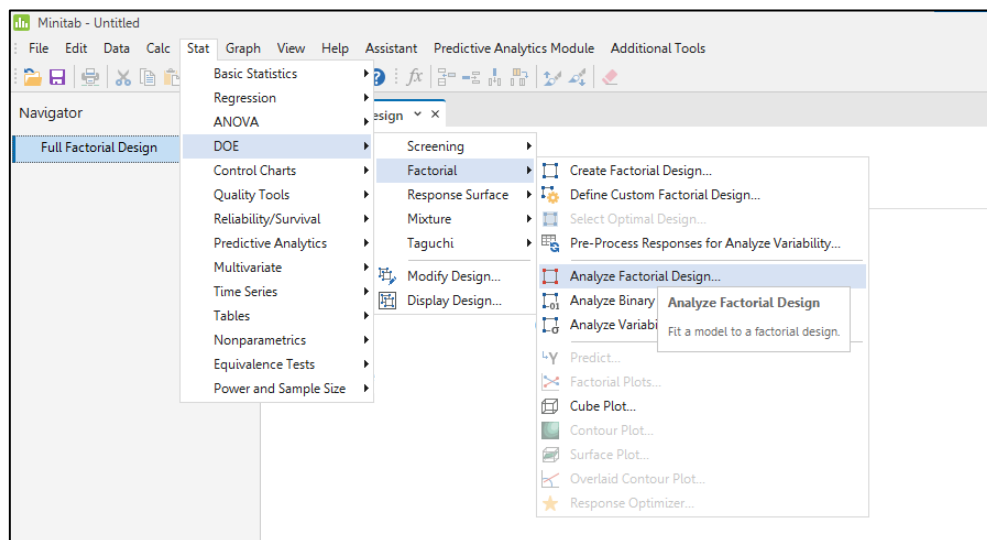 Minitab - Untitled
File Edit Data Calc Stat Graph View Help Assistant Predictive Analytics Module Additional Tools
Navigator
Full Factorial Design
Basic Statistics
Regression
ANOVA
DOE
Control Charts
Quality Tools
Reliability/Survival
Predictive Analytics
Multivariate
Time Series
Tables
Nonparametrics
Equivalence Tests
Power and Sample Size
esign
Screening
Factorial
Response Surface
Mixture
Taguchi
Modify Design...
Display Design...
Create Factorial Design...
Define Custom Factorial Design...
Select Optimal Design...
Pre-Process Responses for Analyze Variability...
Analyze Factorial Design...
Analyze Binary
Analyze Variabi
Analyze Factorial Design
Fit a model to a factorial design.
Predict...
Factorial Plots...
Cube Plot...
Contour Plot...
Surface Plot...
Overlaid Contour Plot...
Response Optimizer...